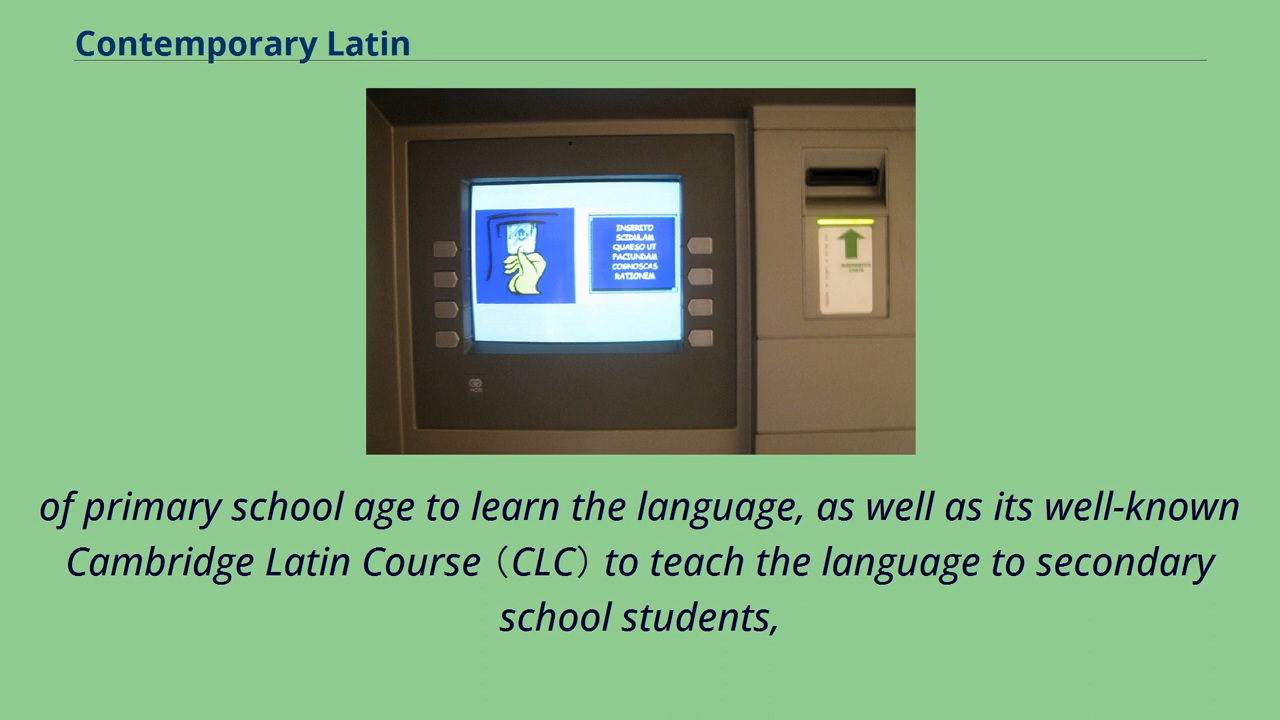 Contemporary Latin
INSERITO
SCIDULAM
QUAESO UT
FACIUNDAM
COGNOSCAS
RATIONEM
of primary school age to learn the language, as well as its well-known
Cambridge Latin Course（CLC）to teach the language to secondary
school students,